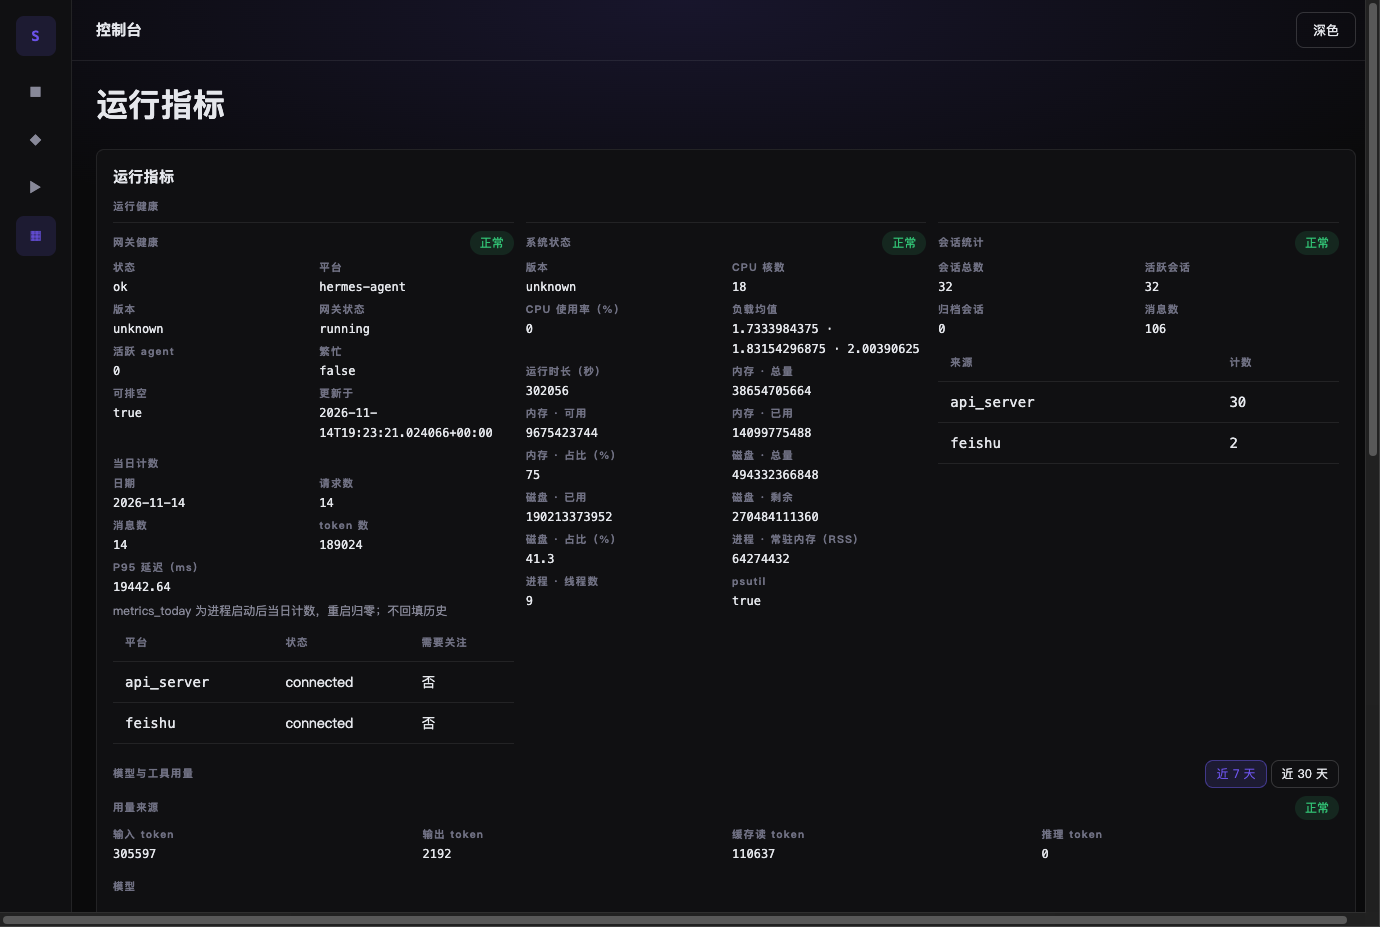 S
控制台
深色
运行指标
运行指标
运行健康
网关健康
正常
状态
平台
ok
hermes-agent
版本
网关状态
unknown
running
活跃 agent
繁忙
0
false
可排空
更新于
true
2026-11-
14T19:23:21.024066+00:00
当日计数
日期
请求数
2026-11-14
14
消息数
token 数
14
189024
P95 延迟（ms）
19442.64
metrics_today 为进程启动后当日计数，重启归零；不回填历史
平台
状态
需要关注
api_server
connected
否
feishu
connected
否
系统状态
正常
版本
CPU 核数
unknown
18
CPU 使用率（%）
负载均值
0
1.7333984375 ·
1.83154296875 · 2.00390625
运行时长（秒）
内存 · 总量
302056
38654705664
内存 · 可用
内存 · 已用
9675423744
14099775488
内存 · 占比（%）
磁盘 · 总量
75
494332366848
磁盘 · 已用
磁盘 · 剩余
190213373952
270484111360
磁盘 · 占比（%）
进程 · 常驻内存（RSS）
41.3
64274432
进程 · 线程数
psutil
9
true
会话统计
正常
会话总数
活跃会话
32
32
归档会话
消息数
0
106
来源
计数
api_server
30
feishu
2
模型与工具用量
近 7 天
近 30 天
用量来源
正常
输入 token
输出 token
缓存读 token
推理 token
305597
2192
110637
0
模型